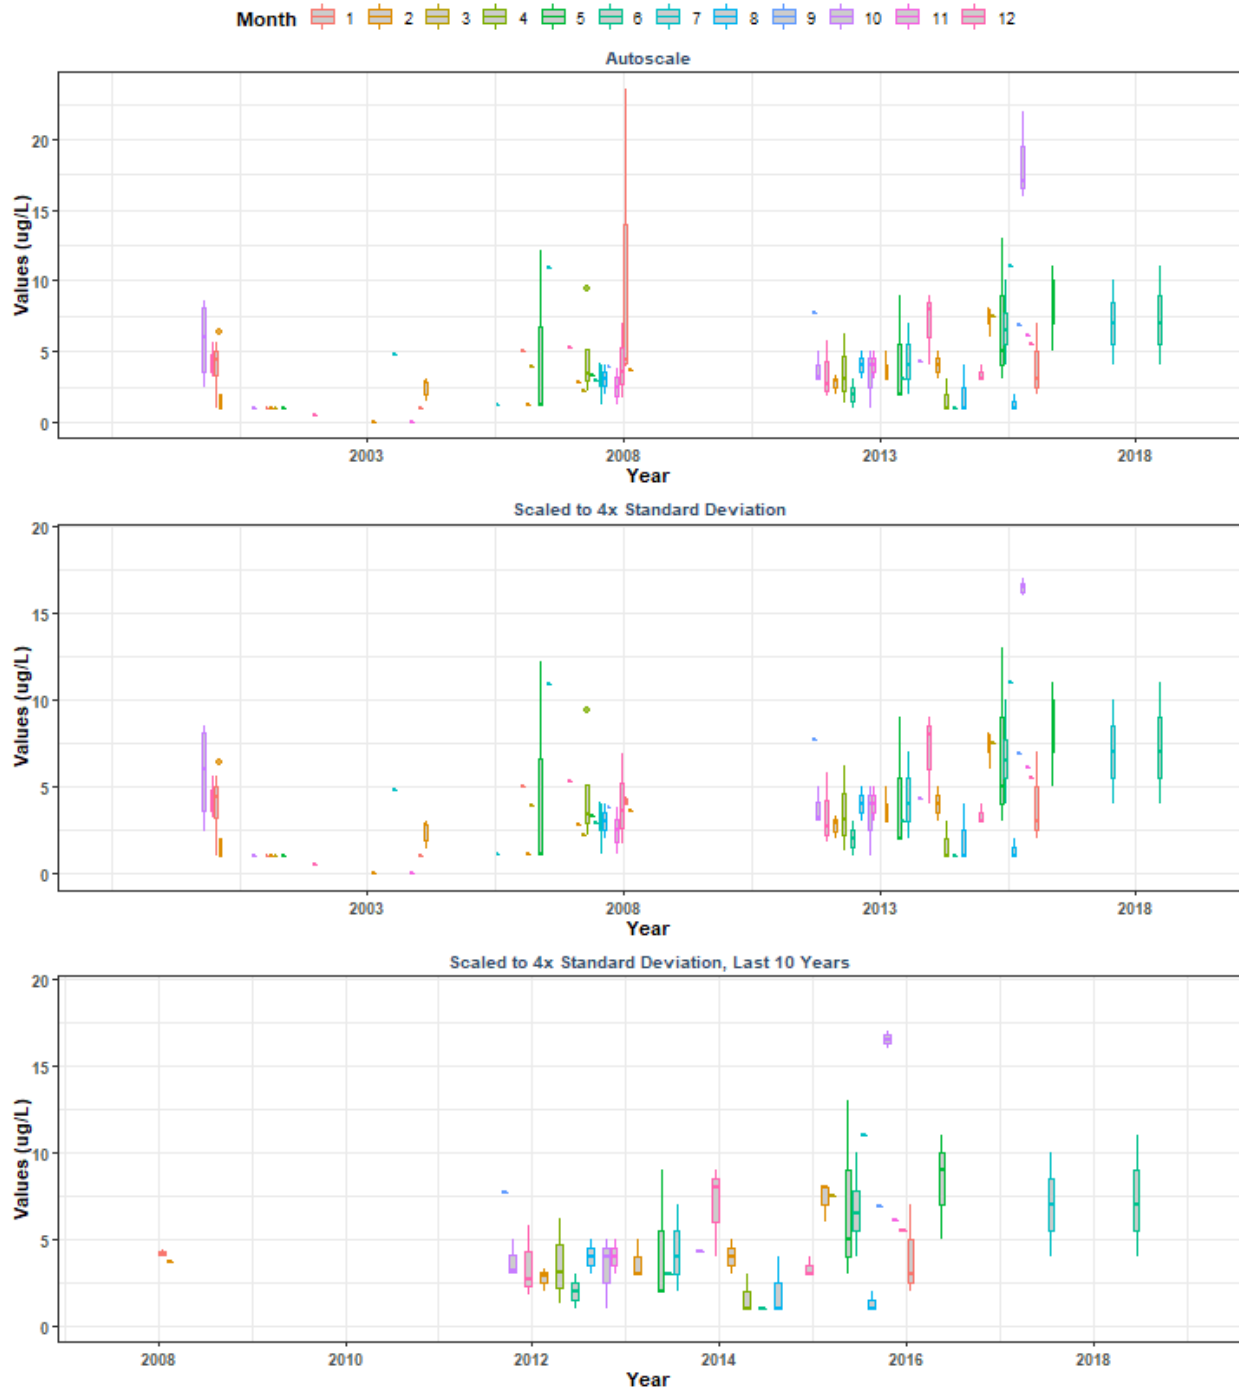 Month 1 2 3 4 5 6 7 8 9 10 11 12
Autoscale
20
15
10
5
0
Values (ug/L)
2003 2008 2013 2018
Year
Scaled to 4x Standard Deviation
20
15
10
5
0
Values (ug/L)
2003 2008 2013 2018
Year
Scaled to 4x Standard Deviation, Last 10 Years
20
15
10
5
0
Values (ug/L)
2008 2010 2012 2014 2016 2018
Year